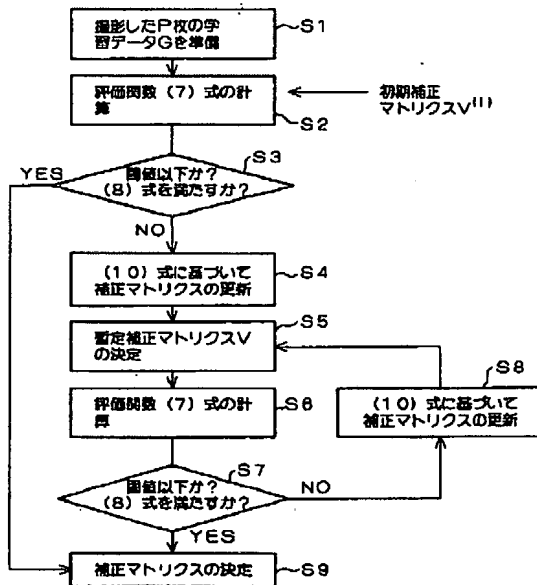 撮影したP枚の学
習データGを準備
S1
評価関数(7)式の計
算
S2
初期補正
マトリクスV(1)
S3
閾値以下か?
(8)式を満たすか?
YES
NO
(10)式に基づいて
補正マトリクスの更新
S4
暫定補正マトリクスV
の決定
S5
評価関数(7)式の計
算
S6
S8
(10)式に基づいて
補正マトリクスの更新
S7
閾値以下か?
(8)式を満たすか?
NO
YES
補正マトリクスの決定
S9